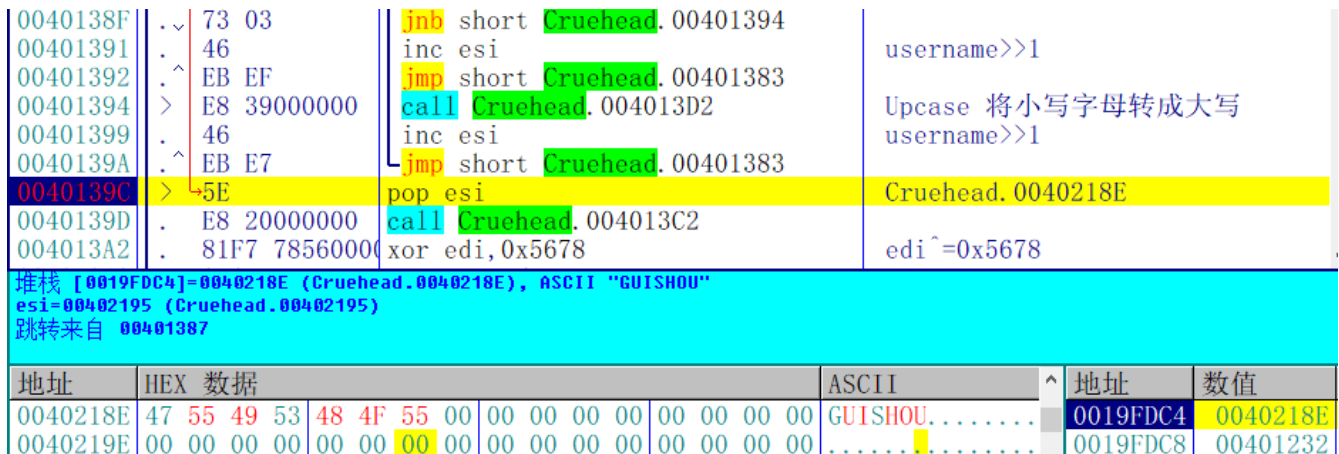 0040138F . 73 03 jnb short Cruehead.00401394
00401391 . 46 inc esi username>>1
00401392 .^ EB EF jmp short Cruehead.00401383
00401394 > E8 39000000 call Cruehead.004013D2 Upcase 将小写字母转成大写
00401399 . 46 inc esi username>>1
0040139A .^ EB E7 jmp short Cruehead.00401383
0040139C > 5E pop esi Cruehead.0040218E
0040139D . E8 20000000 call Cruehead.004013C2
004013A2 . 81F7 78560000 xor edi,0x5678 edi^=0x5678
堆栈 [0019FDC4]=0040218E (Cruehead.0040218E), ASCII "GUISHOU"
esi=00402195 (Cruehead.00402195)
跳转来自 00401387
地址 HEX 数据 ASCII 地址 数值
0040218E 47 55 49 53 48 4F 55 00 00 00 00 00 00 00 00 00 GUISHOU......... 0019FDC4 0040218E
0040219E 00 00 00 00 00 00 00 00 00 00 00 00 00 00 00 00 ................ 0019FDC8 00401232